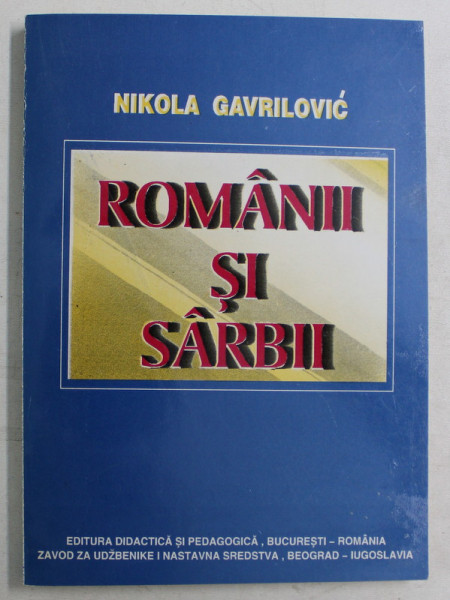 NIKOLA GAVRILOVIĆ
ROMÂNII
ŞI
SÂRBII
EDITURA DIDACTICĂ ŞI PEDAGOGICĂ , BUCUREŞTI – ROMÂNIA
ZAVOD ZA UDŽBENIKE I NASTAVNA SREDSTVA , BEOGRAD – IUGOSLAVIA